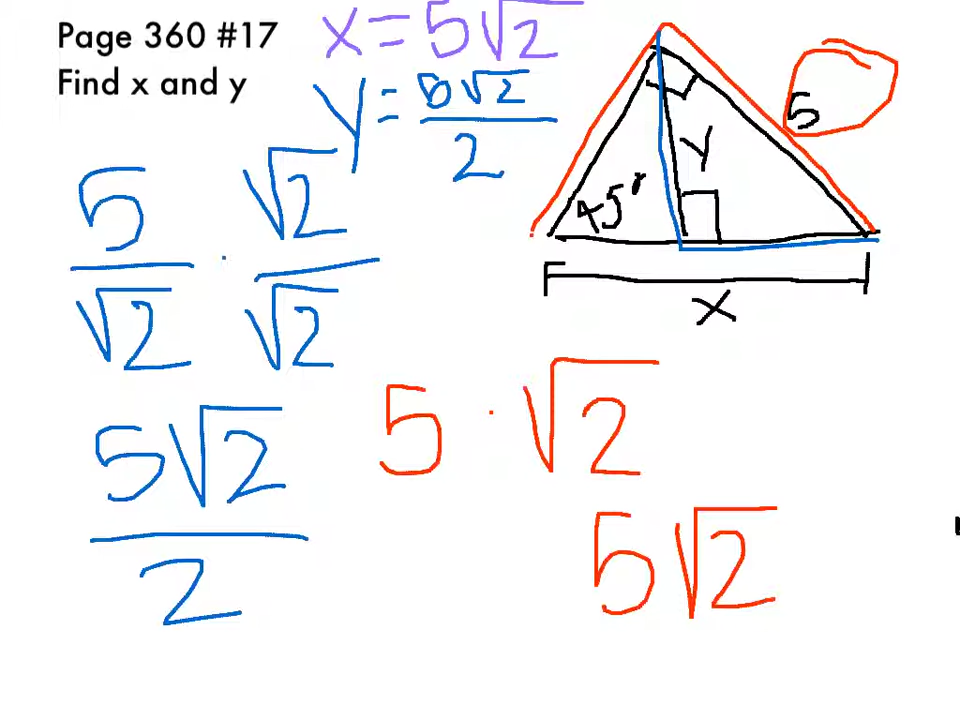 Page 360 #17
Find x and y
x = 5√2
y = 5√2/2
5/√2 · √2/√2
5√2/2
45°
y
5
x
5 · √2
5√2